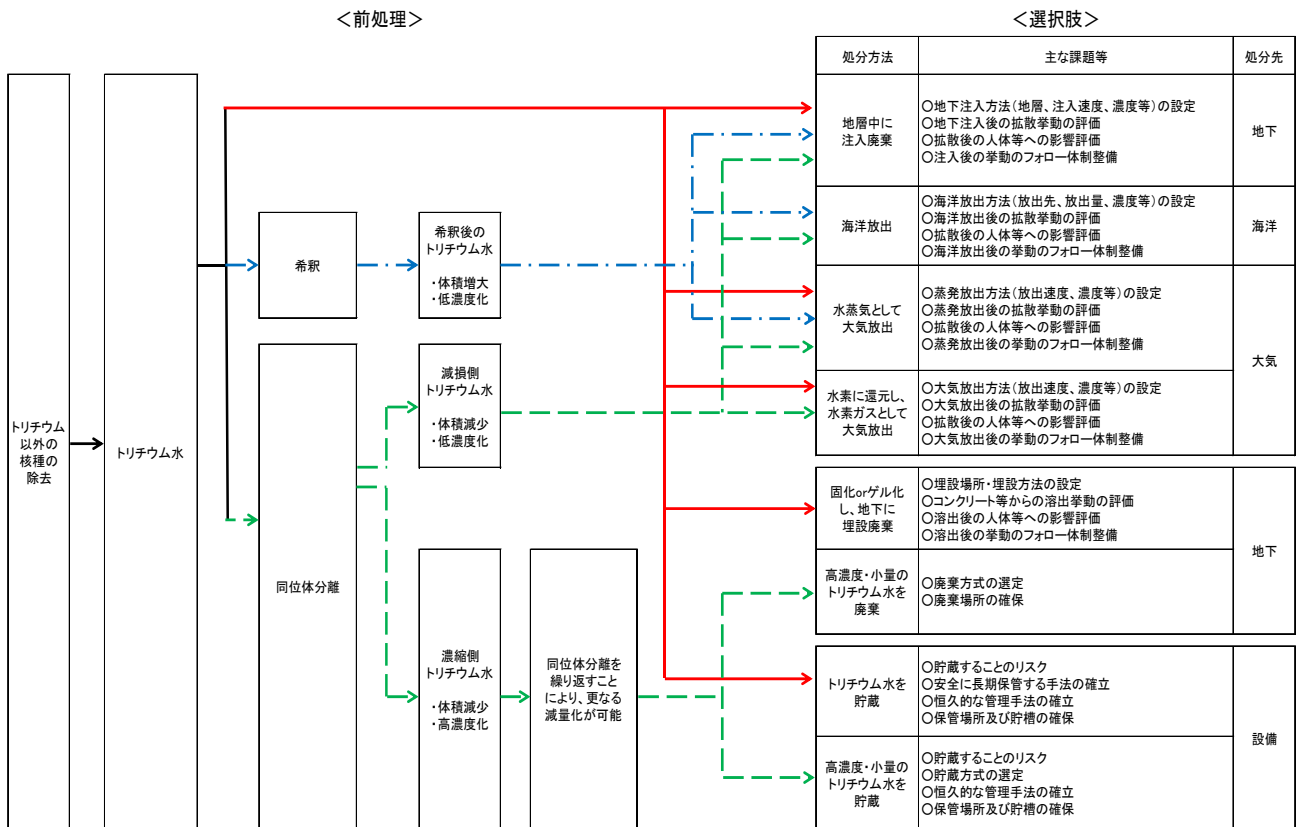 ＜前処理＞
＜選択肢＞
トリチウム
以外の
核種の
除去
トリチウム水
希釈
希釈後の
トリチウム水
・体積増大
・低濃度化
同位体分離
減損側
トリチウム水
・体積減少
・低濃度化
濃縮側
トリチウム水
・体積減少
・高濃度化
同位体分離を
繰り返すこと
により、更なる
減量化が可能
処分方法
主な課題等
処分先
地層中に
注入廃棄
○地下注入方法（地層、注入速度、濃度等）の設定
○地下注入後の拡散挙動の評価
○拡散後の人体等への影響評価
○注入後の挙動のフォロー体制整備
地下
海洋放出
○海洋放出方法（放出先、放出量、濃度等）の設定
○海洋放出後の拡散挙動の評価
○拡散後の人体等への影響評価
○海洋放出後の挙動のフォロー体制整備
海洋
水蒸気として
大気放出
○蒸発放出方法（放出速度、濃度等）の設定
○蒸発放出後の拡散挙動の評価
○拡散後の人体等への影響評価
○蒸発放出後の挙動のフォロー体制整備
大気
水素に還元し、
水素ガスとして
大気放出
○大気放出方法（放出速度、濃度等）の設定
○大気放出後の拡散挙動の評価
○拡散後の人体等への影響評価
○大気放出後の挙動のフォロー体制整備
固化orゲル化
し、地下に
埋設廃棄
○埋設場所・埋設方法の設定
○コンクリート等からの溶出挙動の評価
○溶出後の人体等への影響評価
○溶出後の挙動のフォロー体制整備
地下
高濃度・小量の
トリチウム水を
廃棄
○廃棄方式の選定
○廃棄場所の確保
トリチウム水を
貯蔵
○貯蔵することのリスク
○安全に長期保管する手法の確立
○恒久的な管理手法の確立
○保管場所及び貯槽の確保
設備
高濃度・小量の
トリチウム水を
貯蔵
○貯蔵することのリスク
○貯蔵方式の選定
○恒久的な管理手法の確立
○保管場所及び貯槽の確保